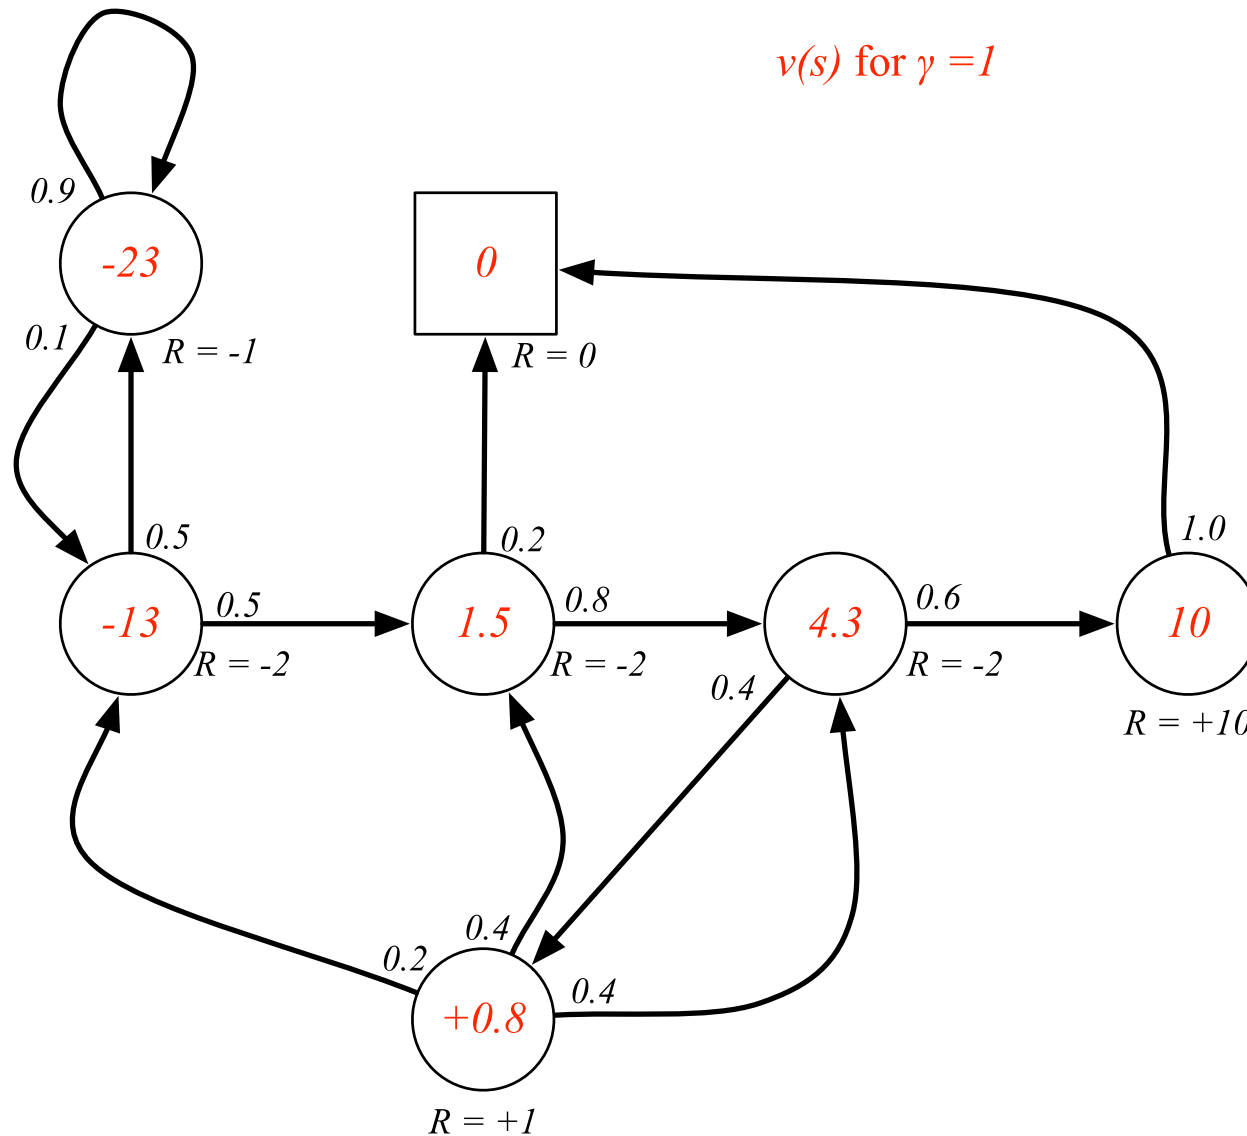 v(s) for γ =1
0.9
-23
0
0.1
R = -1
R = 0
0.5
0.2
1.0
-13
0.5
1.5
0.8
4.3
0.6
10
R = -2
R = -2
R = -2
0.4
R = +10
0.4
0.2
0.4
+0.8
R = +1